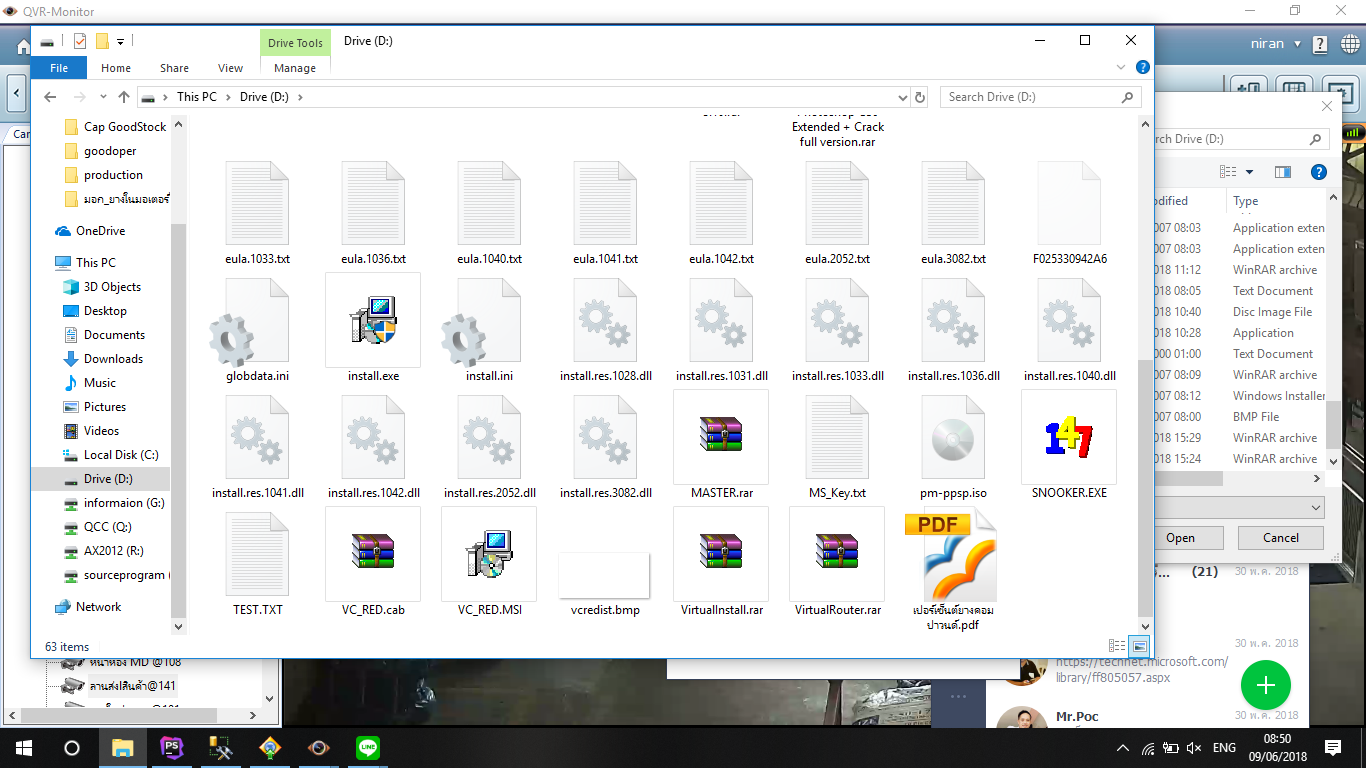 QVR-Monitor
Drive Tools
Drive (D:)
niran
File
Home
Share
View
Manage
This PC
Drive (D:)
Search Drive (D:)
Cap GoodStock
goodoper
production
มอก_ยางในมอเตอร์
OneDrive
This PC
3D Objects
Desktop
Documents
Downloads
Music
Pictures
Videos
Local Disk (C:)
Drive (D:)
informaion (G:)
QCC (Q:)
AX2012 (R:)
sourceprogram (
Network
Extended + Crack
full version.rar
eula.1033.txt
eula.1036.txt
eula.1040.txt
eula.1041.txt
eula.1042.txt
eula.2052.txt
eula.3082.txt
F025330942A6
globdata.ini
install.exe
install.ini
install.res.1028.dll
install.res.1031.dll
install.res.1033.dll
install.res.1036.dll
install.res.1040.dll
147
install.res.1041.dll
install.res.1042.dll
install.res.2052.dll
install.res.3082.dll
MASTER.rar
MS_Key.txt
pm-ppsp.iso
SNOOKER.EXE
PDF
TEST.TXT
VC_RED.cab
VC_RED.MSI
vcredist.bmp
VirtualInstall.rar
VirtualRouter.rar
เปอร์เซ็นต์ยางคอม
ปาวนด์.pdf
63 items
rch Drive (D:)
odified
Type
007 08:03
Application exten
007 08:03
Application exten
018 11:12
WinRAR archive
018 08:05
Text Document
018 10:40
Disc Image File
018 10:28
Application
000 01:00
Text Document
018 08:09
WinRAR archive
007 08:12
Windows Installer
007 08:00
BMP File
018 15:29
WinRAR archive
018 15:24
WinRAR archive
Open
Cancel
(21)
30 พ.ค. 2018
30 พ.ค. 2018
https://technet.microsoft.com/
library/ff805057.aspx
Mr.Poc
30 พ.ค. 2018
หน้าห้อง MD @108
ลานส่งสินค้า@141
PS
LINE
ENG
08:50
09/06/2018